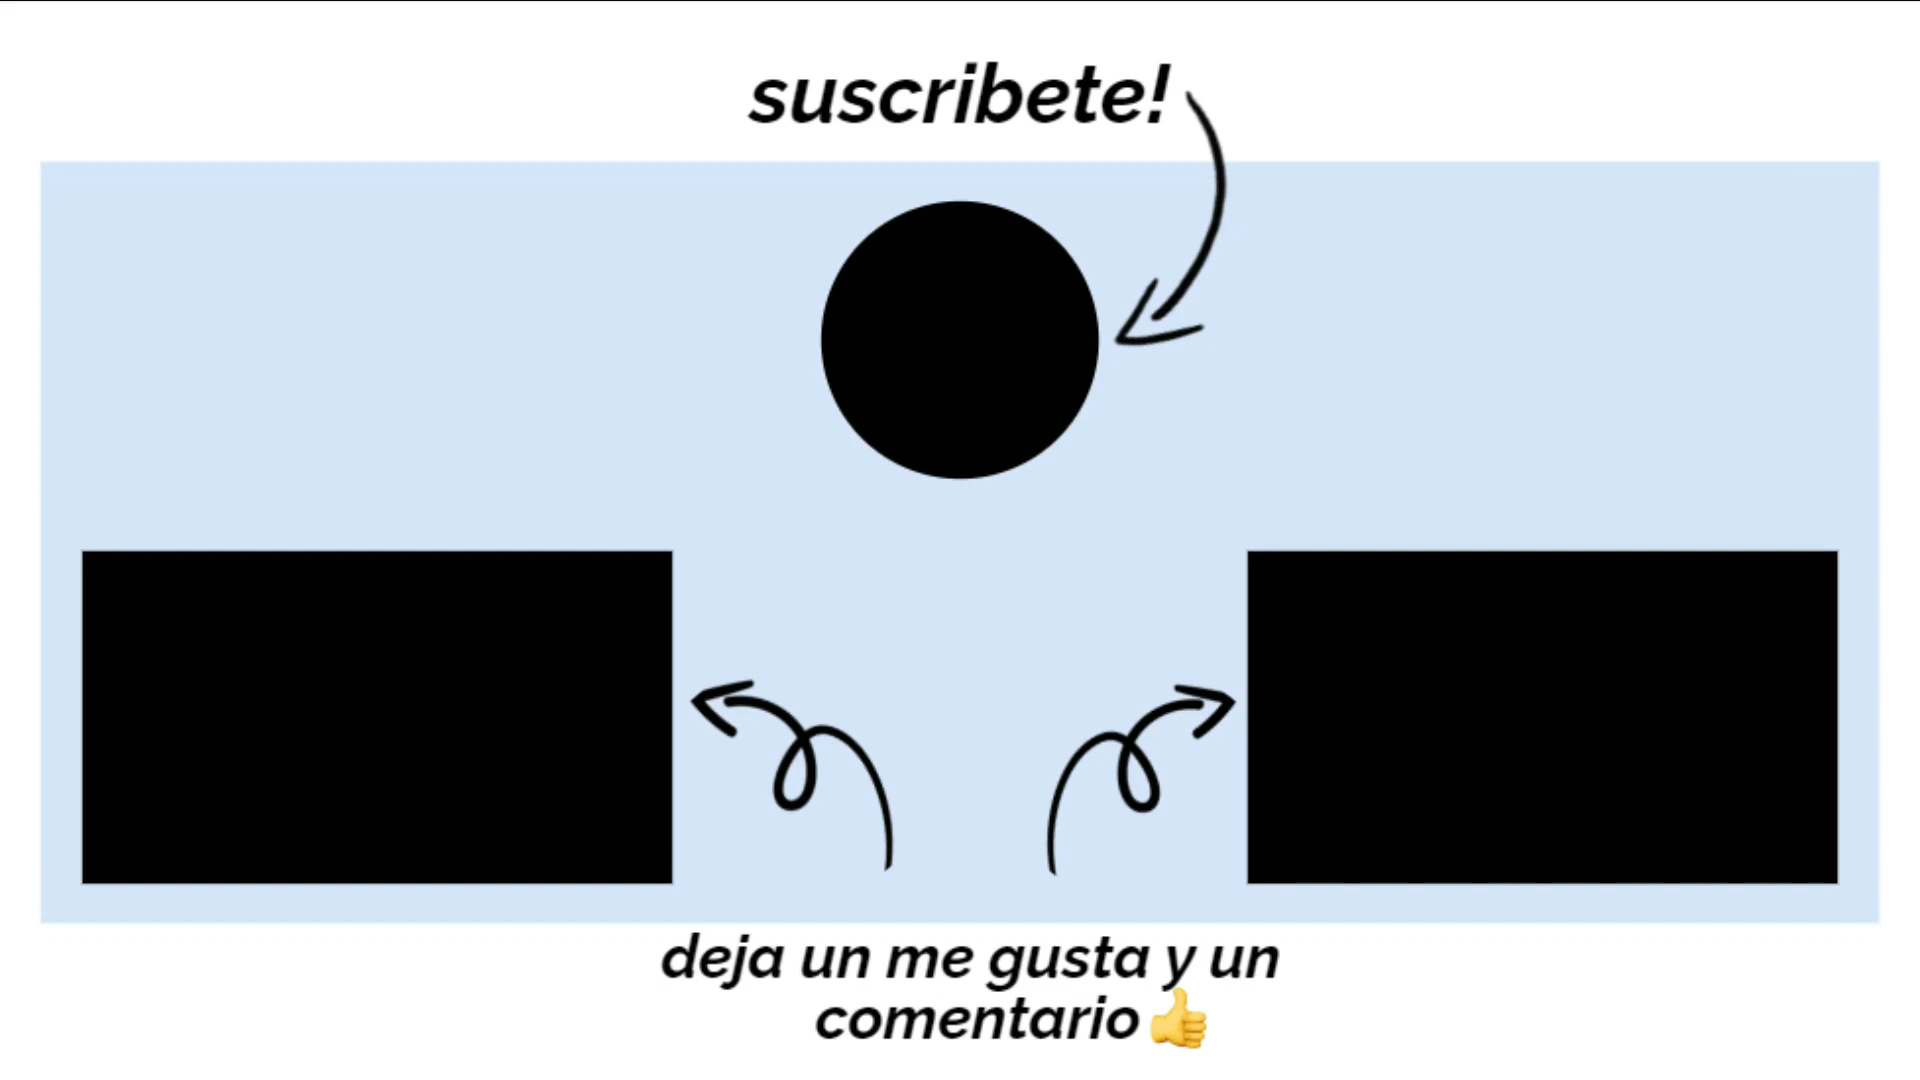 suscribete!
deja un me gusta y un
comentario👍